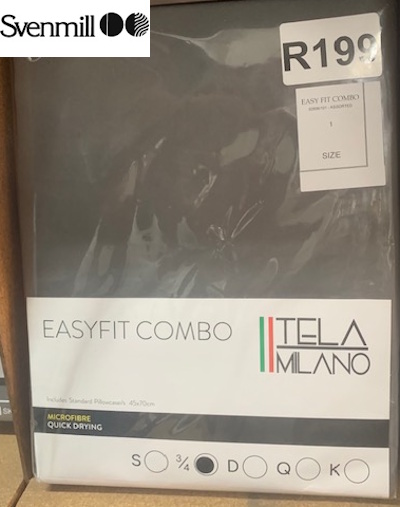 Svenmill
R199
EASY FIT COMBO
1
SIZE
EASYFIT COMBO
TELA
MILANO
Includes Standard Pillowcase/s 45x70cm
MICROFIBRE
QUICK DRYING
S ¾ D Q K